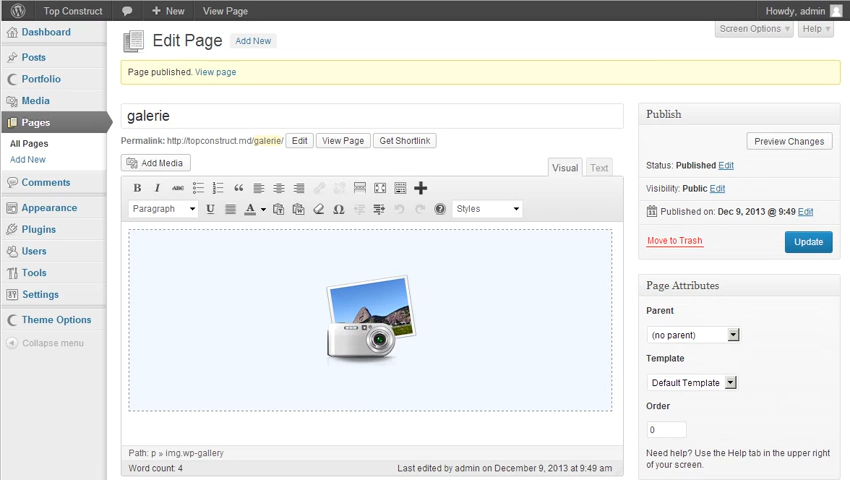 Top Construct
New
View Page
Howdy, admin
Dashboard
Posts
Portfolio
Media
Pages
All Pages
Add New
Comments
Appearance
Plugins
Users
Tools
Settings
Theme Options
Collapse menu
Screen Options
Help
Edit Page
Add New
Page published. View page
galerie
Permalink: http://topconstruct.md/galerie/ Edit View Page Get Shortlink
Add Media
Visual
Text
B I ABC
Paragraph U A Ω Styles
Path: p » img.wp-gallery
Word count: 4
Last edited by admin on December 9, 2013 at 9:49 am
Publish
Preview Changes
Status: Published Edit
Visibility: Public Edit
Published on: Dec 9, 2013 @ 9:49 Edit
Move to Trash
Update
Page Attributes
Parent
(no parent)
Template
Default Template
Order
0
Need help? Use the Help tab in the upper right
of your screen.